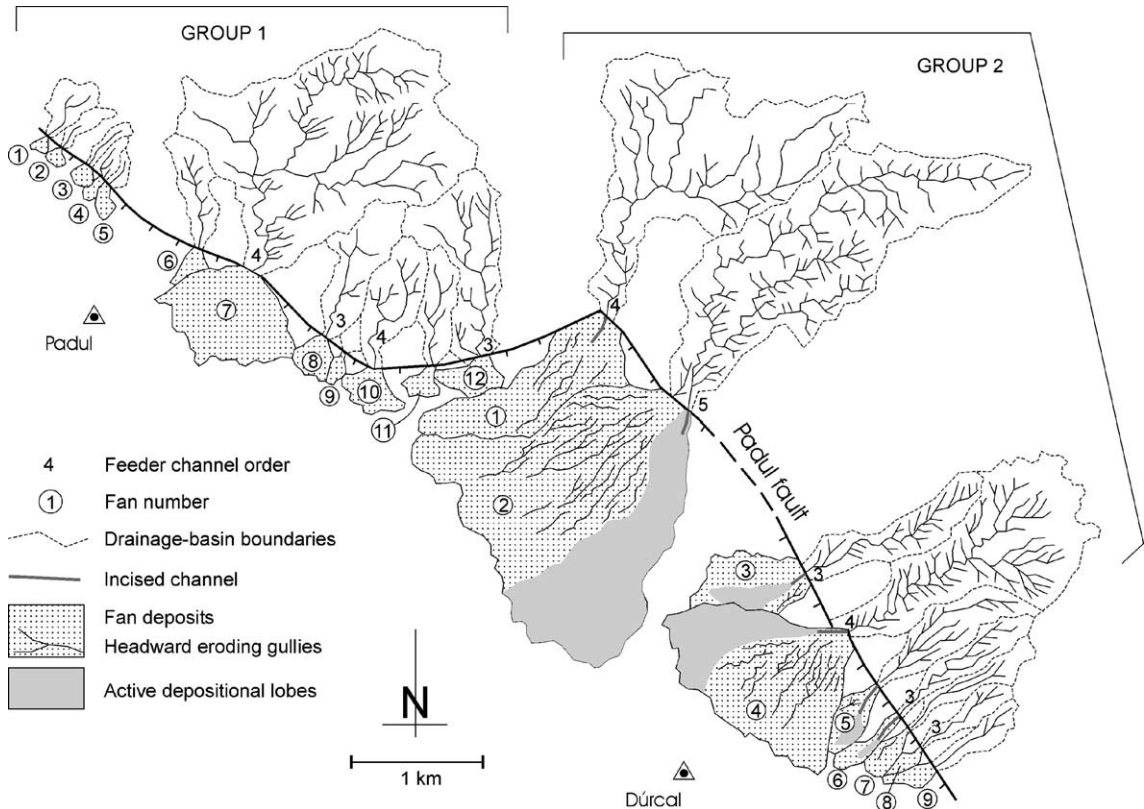 GROUP 1
GROUP 2
1
2
3
4
5
6
4
7
Padul
3
8
9
4
10
11
3
12
4
1
2
5
Padul fault
3
3
4
4
5
3
3
6
7
8
9
Dúrcal
4 Feeder channel order
1 Fan number
Drainage-basin boundaries
Incised channel
Fan deposits
Headward eroding gullies
Active depositional lobes
N
1 km